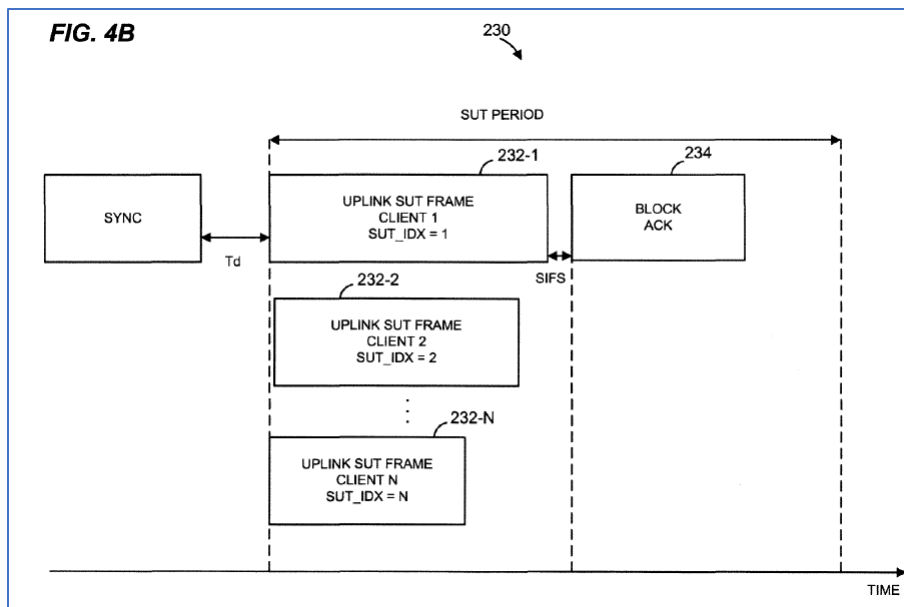 FIG. 4B
230
SUT PERIOD
232-1
234
SYNC
UPLINK SUT FRAME
CLIENT 1
SUT_IDX = 1
BLOCK
ACK
Td
SIFS
232-2
UPLINK SUT FRAME
CLIENT 2
SUT_IDX = 2
232-N
UPLINK SUT FRAME
CLIENT N
SUT_IDX = N
TIME